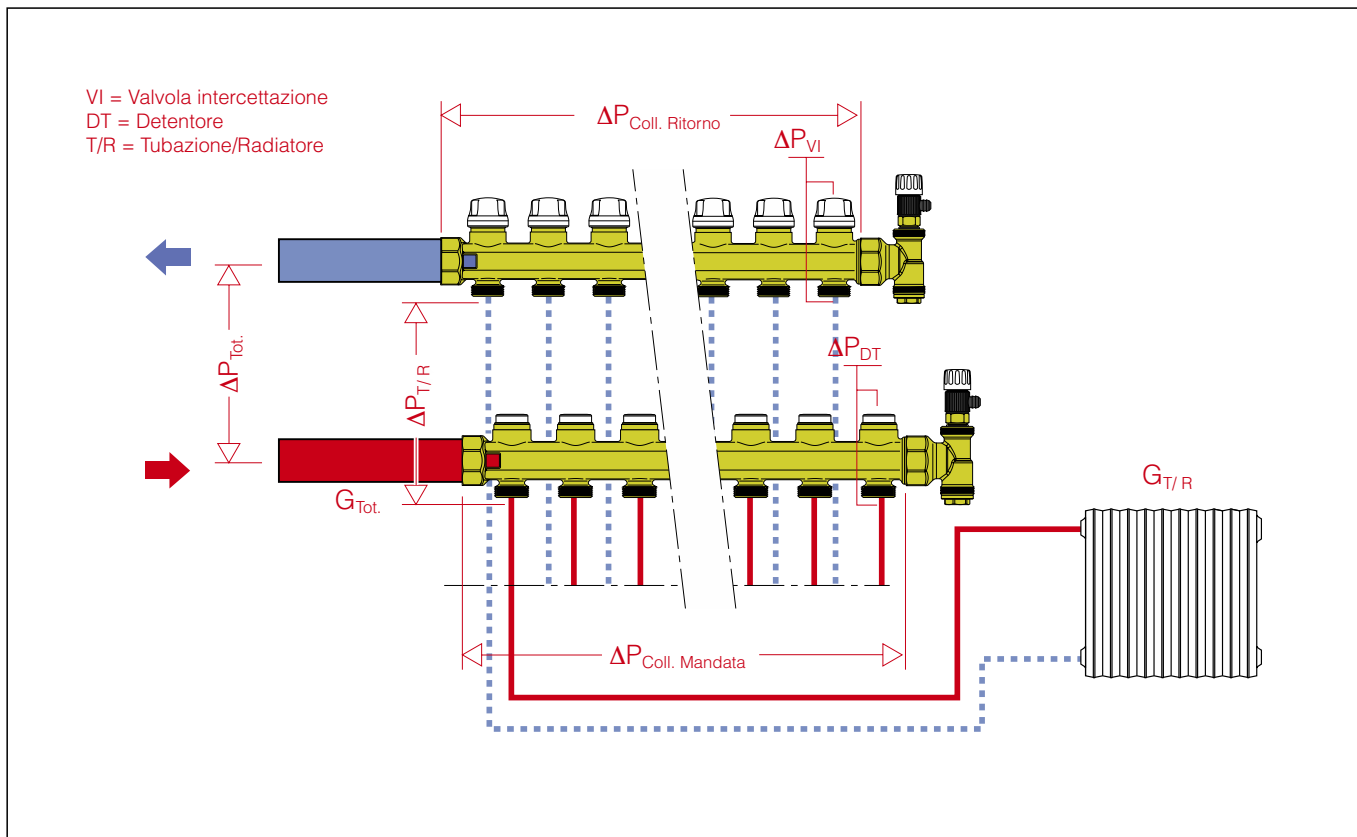 VI = Valvola intercettazione
DT = Detentore
T/R = Tubazione/Radiatore
ΔPColl. Ritorno
ΔPVI
ΔPTot.
ΔPT/R
ΔPDT
GTot.
GT/R
ΔPColl. Mandata